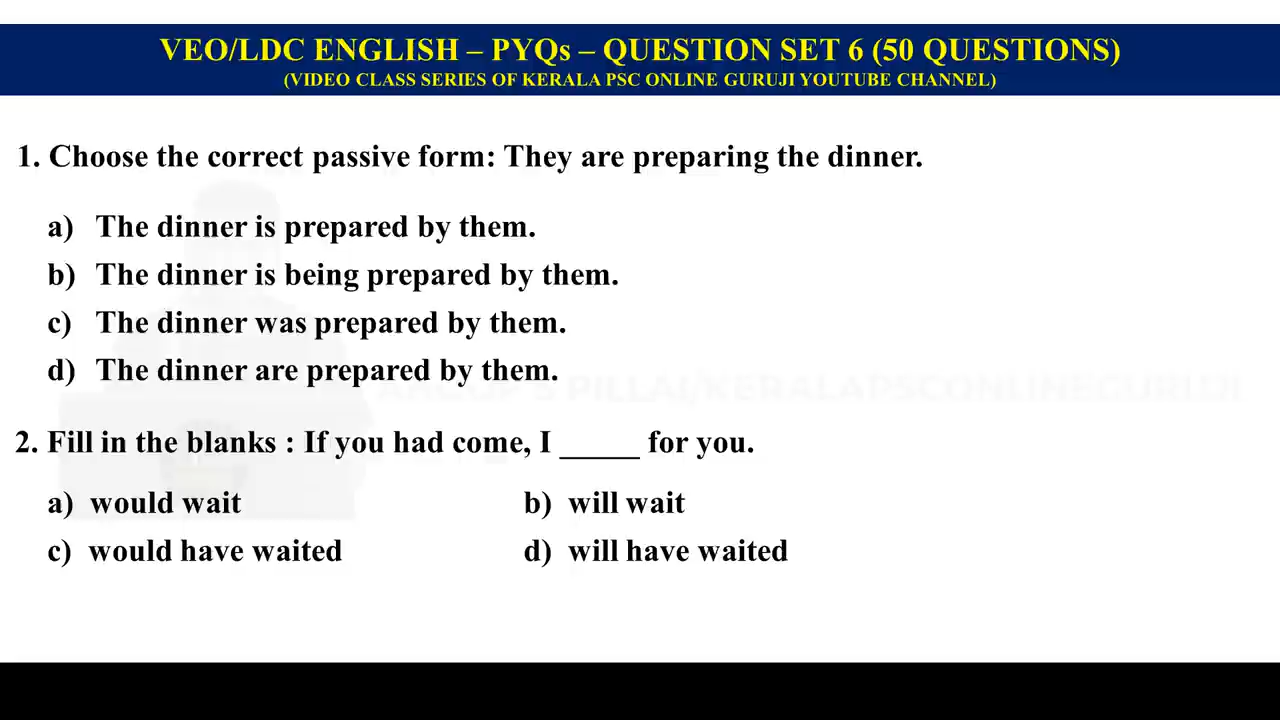 VEO/LDC ENGLISH – PYQs – QUESTION SET 6 (50 QUESTIONS)
(VIDEO CLASS SERIES OF KERALA PSC ONLINE GURUJI YOUTUBE CHANNEL)
1. Choose the correct passive form: They are preparing the dinner.
a) The dinner is prepared by them.
b) The dinner is being prepared by them.
c) The dinner was prepared by them.
d) The dinner are prepared by them.
PILLAI/KERALAPSCONLINEGURUJI
2. Fill in the blanks : If you had come, I _____ for you.
a) would wait b) will wait
c) would have waited d) will have waited